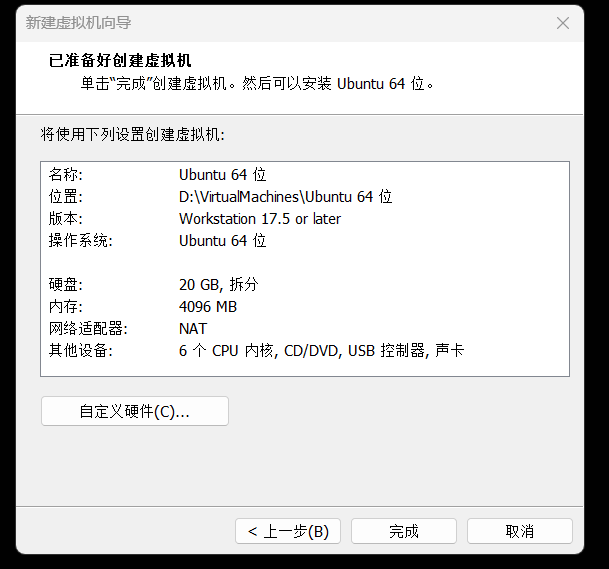 新建虚拟机向导
已准备好创建虚拟机
单击“完成”创建虚拟机。然后可以安装 Ubuntu 64 位。
将使用下列设置创建虚拟机:
名称: Ubuntu 64 位
位置: D:\VirtualMachines\Ubuntu 64 位
版本: Workstation 17.5 or later
操作系统: Ubuntu 64 位
硬盘: 20 GB, 拆分
内存: 4096 MB
网络适配器: NAT
其他设备: 6 个 CPU 内核, CD/DVD, USB 控制器, 声卡
自定义硬件(C)...
< 上一步(B) 完成 取消